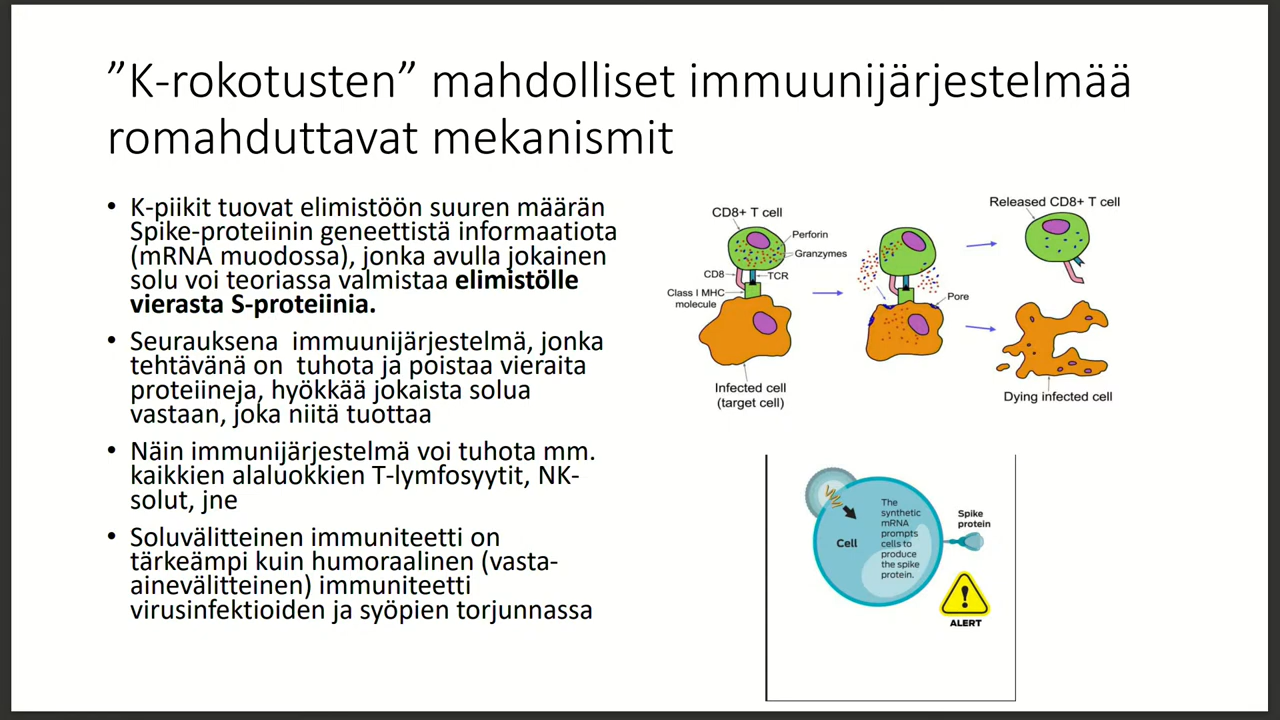 ”K-rokotusten” mahdolliset immuunijärjestelmää
romahduttavat mekanismit
• K-piikit tuovat elimistöön suuren määrän
Spike-proteiinin geneettistä informaatiota
(mRNA muodossa), jonka avulla jokainen
solu voi teoriassa valmistaa elimistölle
vierasta S-proteiinia.
• Seurauksena immuunijärjestelmä, jonka
tehtävänä on tuhota ja poistaa vieraita
proteiineja, hyökkää jokaista solua
vastaan, joka niitä tuottaa
• Näin immunijärjestelmä voi tuhota mm.
kaikkien alaluokkien T-lymfosyytit, NK-
solut, jne
• Soluvälitteinen immuniteetti on
tärkeämpi kuin humoraalinen (vasta-
ainevälitteinen) immuniteetti
virusinfektioiden ja syöpien torjunnassa
CD8+ T cell
Perforin
Granzymes
CD8
TCR
Class I MHC
molecule
Infected cell
(target cell)
Pore
Released CD8+ T cell
Dying infected cell
Cell
The
synthetic
mRNA
prompts
cells to
produce
the spike
protein.
Spike
protein
ALERT